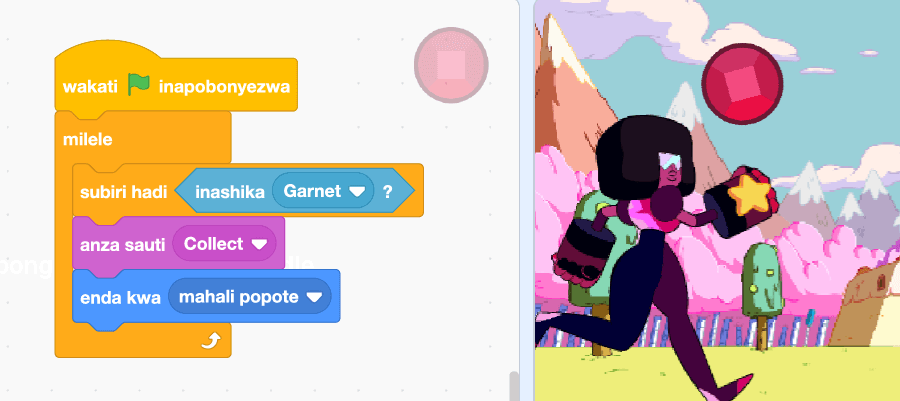 wakati inapobonyezwa
milele
subiri hadi inashika Garnet ?
anza sauti Collect
enda kwa mahali popote